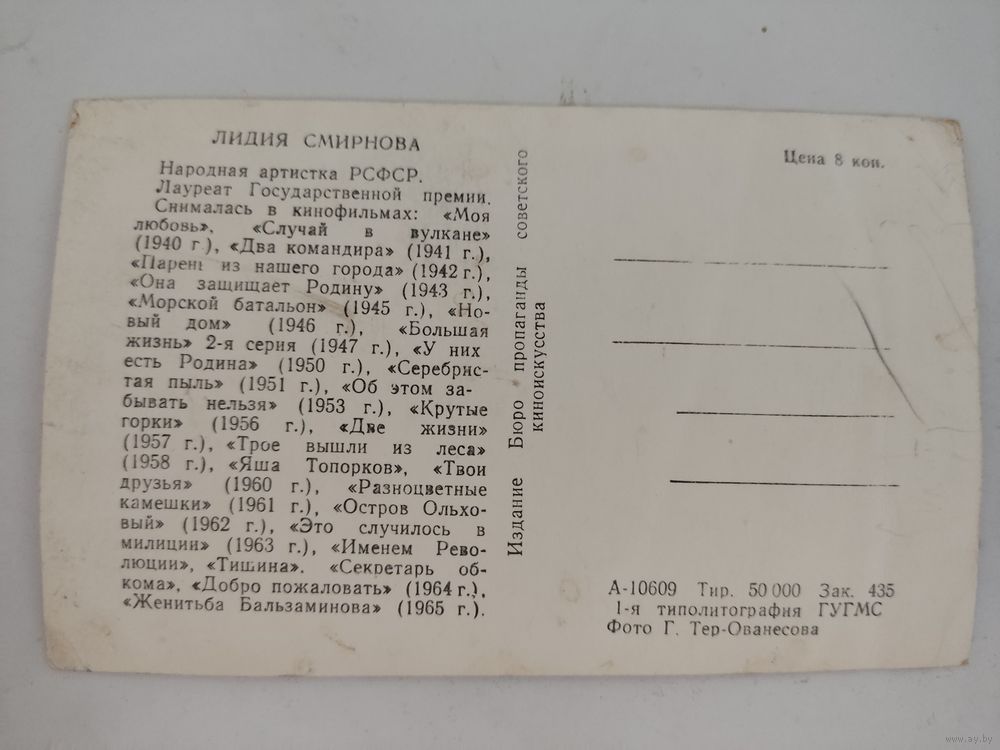 ЛИДИЯ СМИРНОВА
Народная артистка РСФСР.
Лауреат Государственной премии.
Снималась в кинофильмах: «Моя
любовь», «Случай в вулкане»
(1940 г.), «Два командира» (1941 г.),
«Парень из нашего города» (1942 г.),
«Она защищает Родину» (1943 г.),
«Морской батальон» (1945 г.), «Но-
вый дом» (1946 г.), «Большая
жизнь» 2-я серия (1947 г.), «У них
есть Родина» (1950 г.), «Серебрис-
тая пыль» (1951 г.), «Об этом за-
бывать нельзя» (1953 г.), «Крутые
горки» (1956 г.), «Две жизни»
(1957 г.), «Трое вышли из леса»
(1958 г.), «Яша Топорков», «Твои
друзья» (1960 г.), «Разноцветные
камешки» (1961 г.), «Остров Ольхо-
вый» (1962 г.), «Это случилось в
милиции» (1963 г.), «Именем Рево-
люции», «Тишина». «Секретарь об-
кома», «Добро пожаловать» (1964 г.),
«Женитьба Бальзаминова» (1965 г.).
Издание Бюро пропаганды советского
киноискусства
Цена 8 коп.
А-10609 Тир. 50 000 Зак. 435
1-я типолитография ГУГМС
Фото Г. Тер-Ованесова
www.ay.by